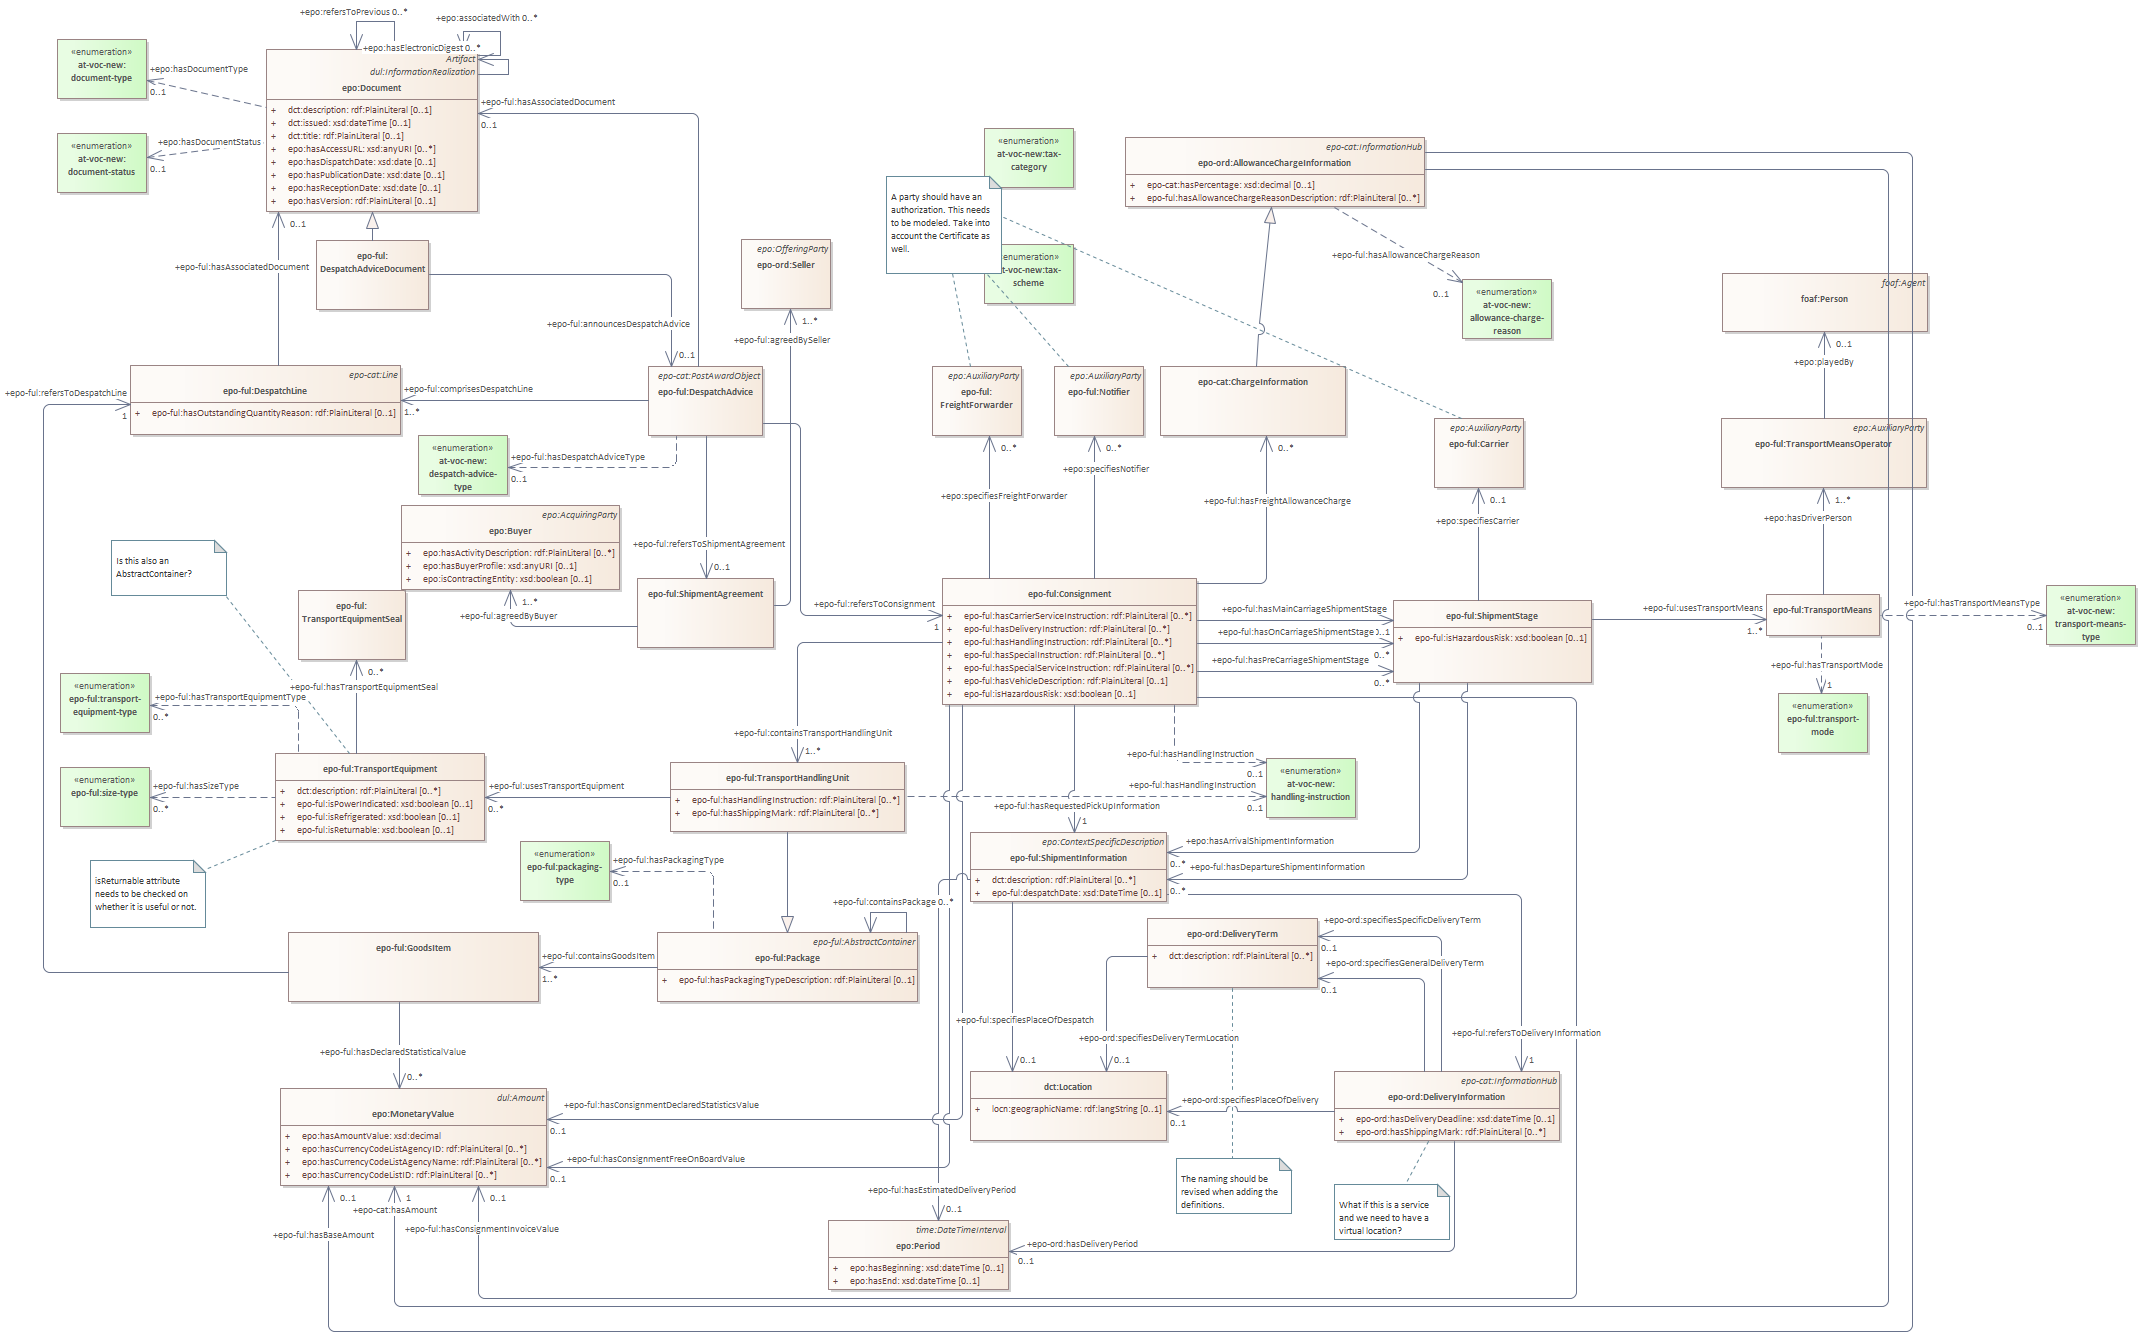 +epo:refersToPrevious 0..*
+epo:associatedWith 0..*
+epo:hasElectronicDigest 0..*
Artifact
dul:InformationRealization
epo:Document
+ dct:description: rdf:PlainLiteral [0..1]
+ dct:issued: xsd:dateTime [0..1]
+ dct:title: rdf:PlainLiteral [0..1]
+ epo:hasAccessURL: xsd:anyURI [0..*]
+ epo:hasDispatchDate: xsd:date [0..1]
+ epo:hasPublicationDate: xsd:date [0..1]
+ epo:hasReceptionDate: xsd:date [0..1]
+ epo:hasVersion: rdf:PlainLiteral [0..1]
«enumeration»
at-voc-new:
document-type
+epo:hasDocumentType
0..1
«enumeration»
at-voc-new:
document-status
+epo:hasDocumentStatus
0..1
+epo-ful:hasAssociatedDocument
0..1
0..1
+epo-ful:hasAssociatedDocument
epo-ful:
DespatchAdviceDocument
+epo-ful:announcesDespatchAdvice
0..1
epo:OfferingParty
epo-ord:Seller
1..*
+epo-ful:agreedBySeller
«enumeration»
at-voc-new:tax-
category
A party should have an
authorization. This needs
to be modeled. Take into
account the Certificate as
well.
enumeration»
t-voc-new:tax-
scheme
epo-cat:InformationHub
epo-ord:AllowanceChargeInformation
+ epo-cat:hasPercentage: xsd:decimal [0..1]
+ epo-ful:hasAllowanceChargeReasonDescription: rdf:PlainLiteral [0..*]
+epo-ful:hasAllowanceChargeReason
0..1
«enumeration»
at-voc-new:
allowance-charge-
reason
foaf:Agent
foaf:Person
0..1
+epo:playedBy
epo-cat:Line
epo-ful:DespatchLine
+ epo-ful:hasOutstandingQuantityReason: rdf:PlainLiteral [0..1]
+epo-ful:refersToDespatchLine
1
+epo-ful:comprisesDespatchLine
1..*
epo-cat:PostAwardObject
epo-ful:DespatchAdvice
«enumeration»
at-voc-new:
despatch-advice-
type
+epo-ful:hasDespatchAdviceType
0..1
epo:AuxiliaryParty
epo-ful:
FreightForwarder
0..*
+epo:specifiesFreightForwarder
epo:AuxiliaryParty
epo-ful:Notifier
0..*
+epo:specifiesNotifier
epo-cat:ChargeInformation
0..*
+epo-ful:hasFreightAllowanceCharge
epo:AuxiliaryParty
epo-ful:Carrier
0..1
+epo:specifiesCarrier
epo:AuxiliaryParty
epo-ful:TransportMeansOperator
1..*
+epo:hasDriverPerson
epo:AcquiringParty
epo:Buyer
+ epo:hasActivityDescription: rdf:PlainLiteral [0..*]
+ epo:hasBuyerProfile: xsd:anyURI [0..1]
+ epo:isContractingEntity: xsd:boolean [0..1]
1..*
+epo-ful:agreedByBuyer
+epo-ful:refersToShipmentAgreement
0..1
epo-ful:ShipmentAgreement
Is this also an
AbstractContainer?
epo-ful:
TransportEquipmentSeal
0..*
+epo-ful:hasTransportEquipmentSeal
+epo-ful:refersToConsignment
1
epo-ful:Consignment
+ epo-ful:hasCarrierServiceInstruction: rdf:PlainLiteral [0..*]
+ epo-ful:hasDeliveryInstruction: rdf:PlainLiteral [0..*]
+ epo-ful:hasHandlingInstruction: rdf:PlainLiteral [0..*]
+ epo-ful:hasSpecialInstruction: rdf:PlainLiteral [0..*]
+ epo-ful:hasSpecialServiceInstruction: rdf:PlainLiteral [0..*]
+ epo-ful:hasVehicleDescription: rdf:PlainLiteral [0..1]
+ epo-ful:isHazardousRisk: xsd:boolean [0..1]
+epo-ful:hasMainCarriageShipmentStage
+epo-ful:hasOnCarriageShipmentStage
0..1
0..*
+epo-ful:hasPreCarriageShipmentStage
0..*
epo-ful:ShipmentStage
+ epo-ful:isHazardousRisk: xsd:boolean [0..1]
+epo-ful:usesTransportMeans
1..*
epo-ful:TransportMeans
+epo-ful:hasTransportMeansType
0..1
«enumeration»
at-voc-new:
transport-means-
type
+epo-ful:hasTransportMode
1
«enumeration»
epo-ful:transport-
mode
«enumeration»
epo-ful:transport-
equipment-type
+epo-ful:hasTransportEquipmentType
0..*
«enumeration»
epo-ful:size-type
+epo-ful:hasSizeType
0..*
epo-ful:TransportEquipment
+ dct:description: rdf:PlainLiteral [0..*]
+ epo-ful:isPowerIndicated: xsd:boolean [0..1]
+ epo-ful:isRefrigerated: xsd:boolean [0..1]
+ epo-ful:isReturnable: xsd:boolean [0..1]
+epo-ful:usesTransportEquipment
0..*
+epo-ful:containsTransportHandlingUnit
1..*
epo-ful:TransportHandlingUnit
+ epo-ful:hasHandlingInstruction: rdf:PlainLiteral [0..*]
+ epo-ful:hasShippingMark: rdf:PlainLiteral [0..*]
+epo-ful:hasHandlingInstruction
0..1
+epo-ful:hasHandlingInstruction
0..1
«enumeration»
at-voc-new:
handling-instruction
+epo-ful:hasRequestedPickUpInformation
1
isReturnable attribute
needs to be checked on
whether it is useful or not.
«enumeration»
epo-ful:packaging-
type
+epo-ful:hasPackagingType
0..1
epo:ContextSpecificDescription
epo-ful:ShipmentInformation
+ dct:description: rdf:PlainLiteral [0..*]
+ epo-ful:despatchDate: xsd:DateTime [0..1]
+epo:hasArrivalShipmentInformation
0..*
+epo-ful:hasDepartureShipmentInformation
0..*
+epo-ful:containsPackage 0..*
epo-ful:AbstractContainer
epo-ful:Package
+ epo-ful:hasPackagingTypeDescription: rdf:PlainLiteral [0..1]
epo-ful:GoodsItem
+epo-ful:containsGoodsItem
1..*
epo-ord:DeliveryTerm
+ dct:description: rdf:PlainLiteral [0..*]
+epo-ord:specifiesSpecificDeliveryTerm
0..1
+epo-ord:specifiesGeneralDeliveryTerm
0..1
+epo-ful:specifiesPlaceOfDespatch
0..1
+epo-ord:specifiesDeliveryTermLocation
0..1
+epo-ful:refersToDeliveryInformation
1
+epo-ful:hasDeclaredStatisticalValue
0..*
dct:Location
+ locn:geographicName: rdf:langString [0..1]
epo-cat:InformationHub
epo-ord:DeliveryInformation
+ epo-ord:hasDeliveryDeadline: xsd:dateTime [0..1]
+ epo-ord:hasShippingMark: rdf:PlainLiteral [0..*]
+epo-ord:specifiesPlaceOfDelivery
0..1
dul:Amount
epo:MonetaryValue
+ epo:hasAmountValue: xsd:decimal
+ epo:hasCurrencyCodeListAgencyID: rdf:PlainLiteral [0..*]
+ epo:hasCurrencyCodeListAgencyName: rdf:PlainLiteral [0..*]
+ epo:hasCurrencyCodeListID: rdf:PlainLiteral [0..*]
+epo-ful:hasConsignmentDeclaredStatisticsValue
0..1
+epo-ful:hasConsignmentFreeOnBoardValue
0..1
0..1
+epo-ful:hasBaseAmount
1
+epo-cat:hasAmount
0..1
+epo-ful:hasConsignmentInvoiceValue
The naming should be
revised when adding the
definitions.
What if this is a service
and we need to have a
virtual location?
+epo-ful:hasEstimatedDeliveryPeriod
0..1
time:DateTimeInterval
epo:Period
+ epo:hasBeginning: xsd:dateTime [0..1]
+ epo:hasEnd: xsd:dateTime [0..1]
+epo-ord:hasDeliveryPeriod
0..1